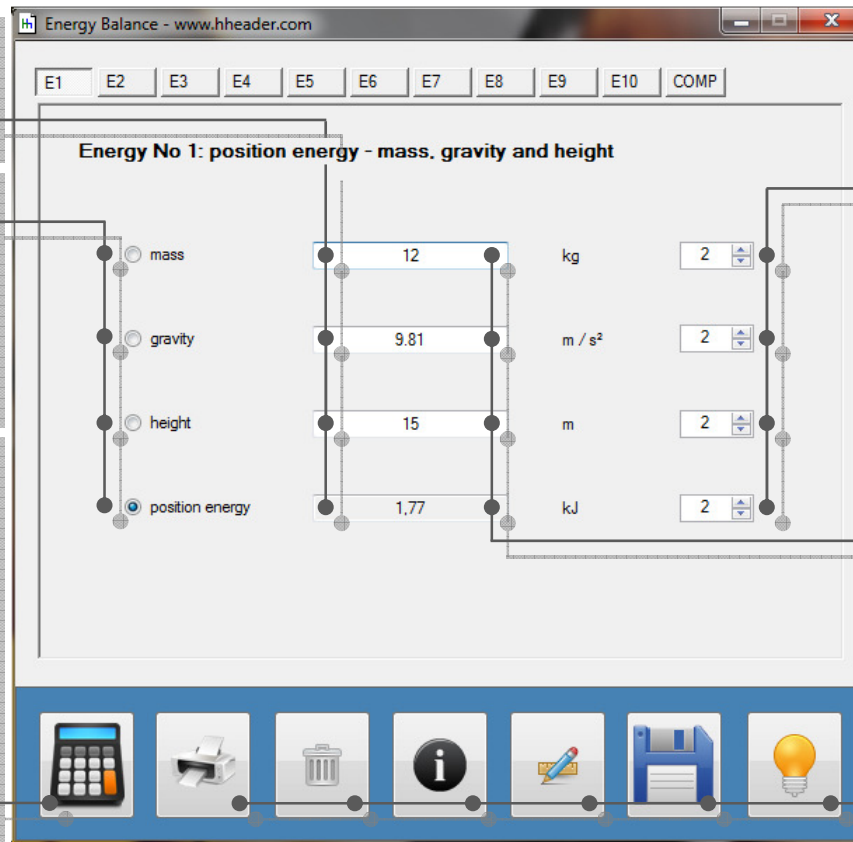 Energy Balance - www.hheader.com
E1 E2 E3 E4 E5 E6 E7 E8 E9 E10 COMP
Energy No 1: position energy - mass, gravity and height
mass 12 kg 2
gravity 9.81 m / s² 2
height 15 m 2
position energy 1,77 kJ 2